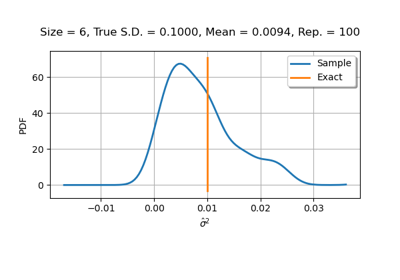 Size = 6, True S.D. = 0.1000, Mean = 0.0094, Rep. = 100
Sample
Exact
PDF
60
40
20
0
−0.01
0.00
0.01
0.02
0.03
σ̂²